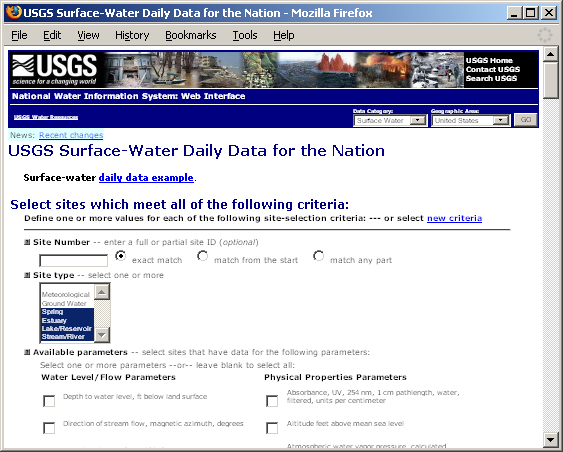 USGS Surface-Water Daily Data for the Nation - Mozilla Firefox
File Edit View History Bookmarks Tools Help
USGS
science for a changing world
USGS Home
Contact USGS
Search USGS
National Water Information System: Web Interface
USGS Water Resources
Data Category:
Surface Water
Geographic Area:
United States
GO
News: Recent changes
USGS Surface-Water Daily Data for the Nation
Surface-water daily data example.
Select sites which meet all of the following criteria:
Define one or more values for each of the following site-selection criteria: --- or select new criteria
Site Number -- enter a full or partial site ID (optional)
exact match match from the start match any part
Site type -- select one or more
Meteorological
Ground Water
Spring
Estuary
Lake/Reservoir
Stream/River
Available parameters -- select sites that have data for the following parameters:
Select one or more parameters --or-- leave blank to select all:
Water Level/Flow Parameters
Depth to water level, ft below land surface
Direction of stream flow, magnetic azimuth, degrees
Physical Properties Parameters
Absorbance, UV, 254 nm, 1 cm pathlength, water,
filtered, units per centimeter
Altitude feet above mean sea level
Atmospheric water vapor pressure, calculated